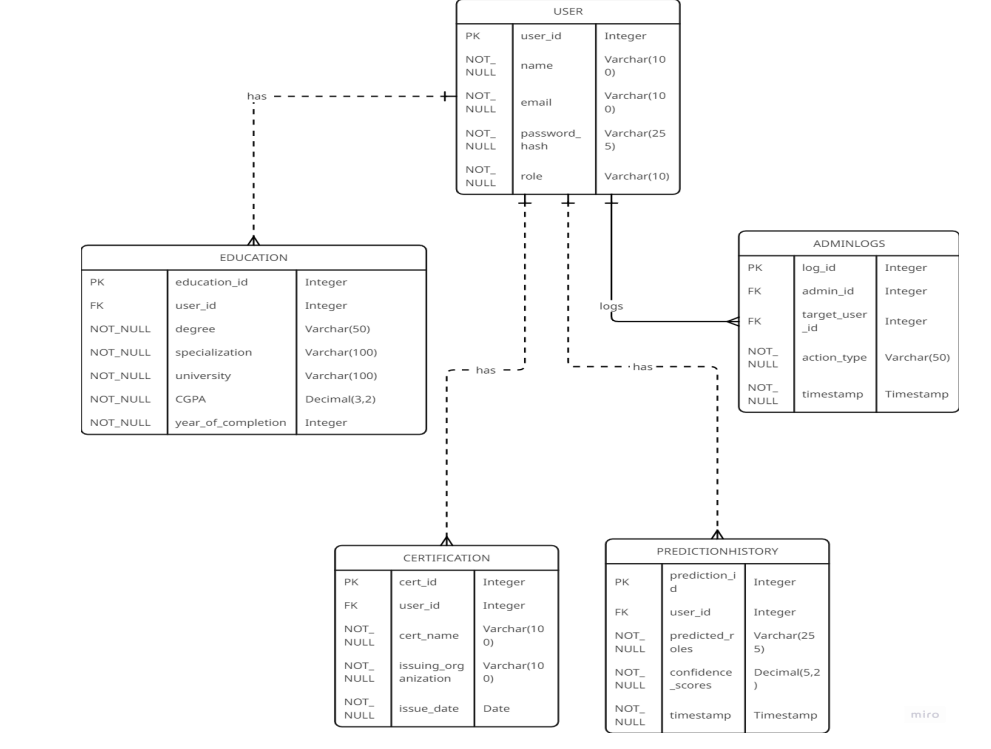 USER
PK user_id Integer
NOT_
NULL name Varchar(10
0)
NOT_
NULL email Varchar(10
0)
NOT_
NULL password_
hash Varchar(25
5)
NOT_
NULL role Varchar(10)
has
EDUCATION
PK education_id Integer
FK user_id Integer
NOT_NULL degree Varchar(50)
NOT_NULL specialization Varchar(100)
NOT_NULL university Varchar(100)
NOT_NULL CGPA Decimal(3,2)
NOT_NULL year_of_completion Integer
ADMINLOGS
PK log_id Integer
FK admin_id Integer
FK target_user
_id Integer
NOT_
NULL action_type Varchar(50)
NOT_
NULL timestamp Timestamp
logs
has
has
CERTIFICATION
PK cert_id Integer
FK user_id Integer
NOT_
NULL cert_name Varchar(10
0)
NOT_
NULL issuing_org
anization Varchar(10
0)
NOT_
NULL issue_date Date
PREDICTIONHISTORY
PK prediction_i
d Integer
FK user_id Integer
NOT_
NULL predicted_r
oles Varchar(25
5)
NOT_
NULL confidence
_scores Decimal(5,2
)
NOT_
NULL timestamp Timestamp
miro